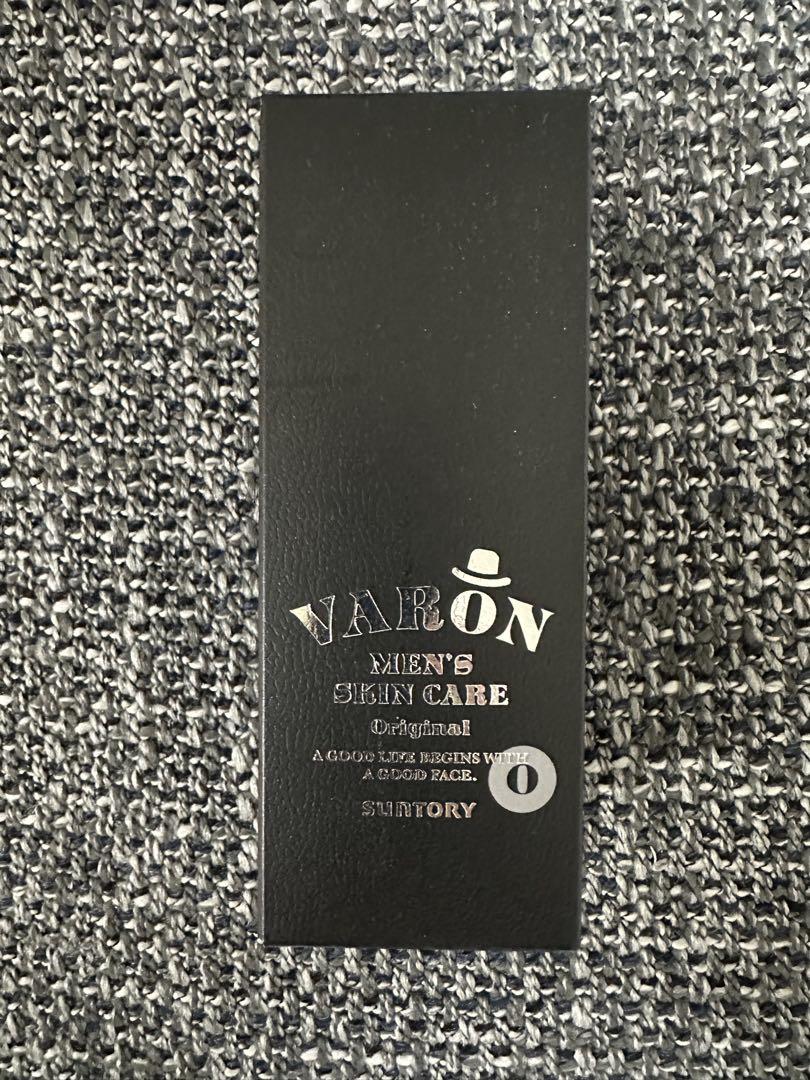 VARON
MEN'S
SKIN CARE
Original
A GOOD LIFE BEGINS WITH
A GOOD FACE.
O
SUNTORY